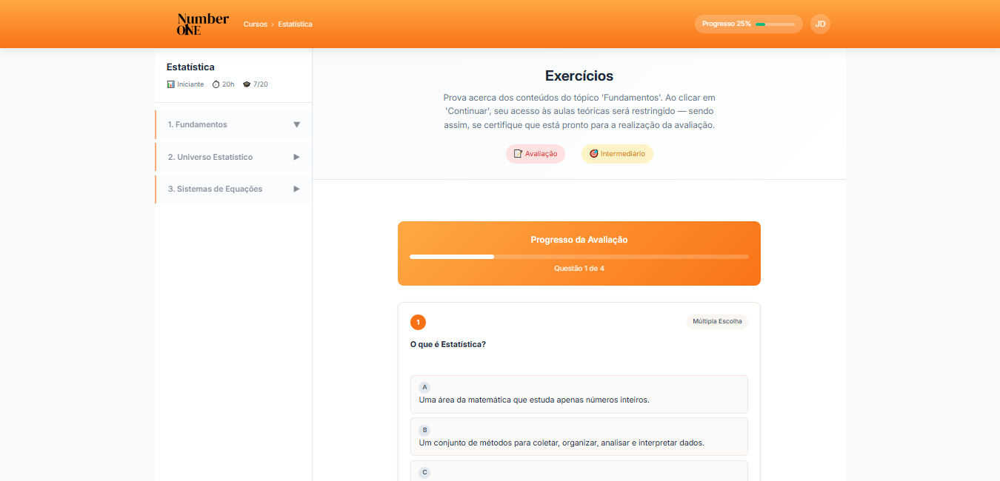 Number
ONE
Cursos › Estatística
Progresso 25%
JD
Estatística
Iniciante 20h 7/20
1. Fundamentos
2. Universo Estatístico
3. Sistemas de Equações
Exercícios
Prova acerca dos conteúdos do tópico 'Fundamentos'. Ao clicar em
'Continuar', seu acesso às aulas teóricas será restringido — sendo
assim, se certifique que está pronto para a realização da avaliação.
Avaliação
Intermediário
Progresso da Avaliação
Questão 1 de 4
1
Múltipla Escolha
O que é Estatística?
A
Uma área da matemática que estuda apenas números inteiros.
B
Um conjunto de métodos para coletar, organizar, analisar e interpretar dados.
C